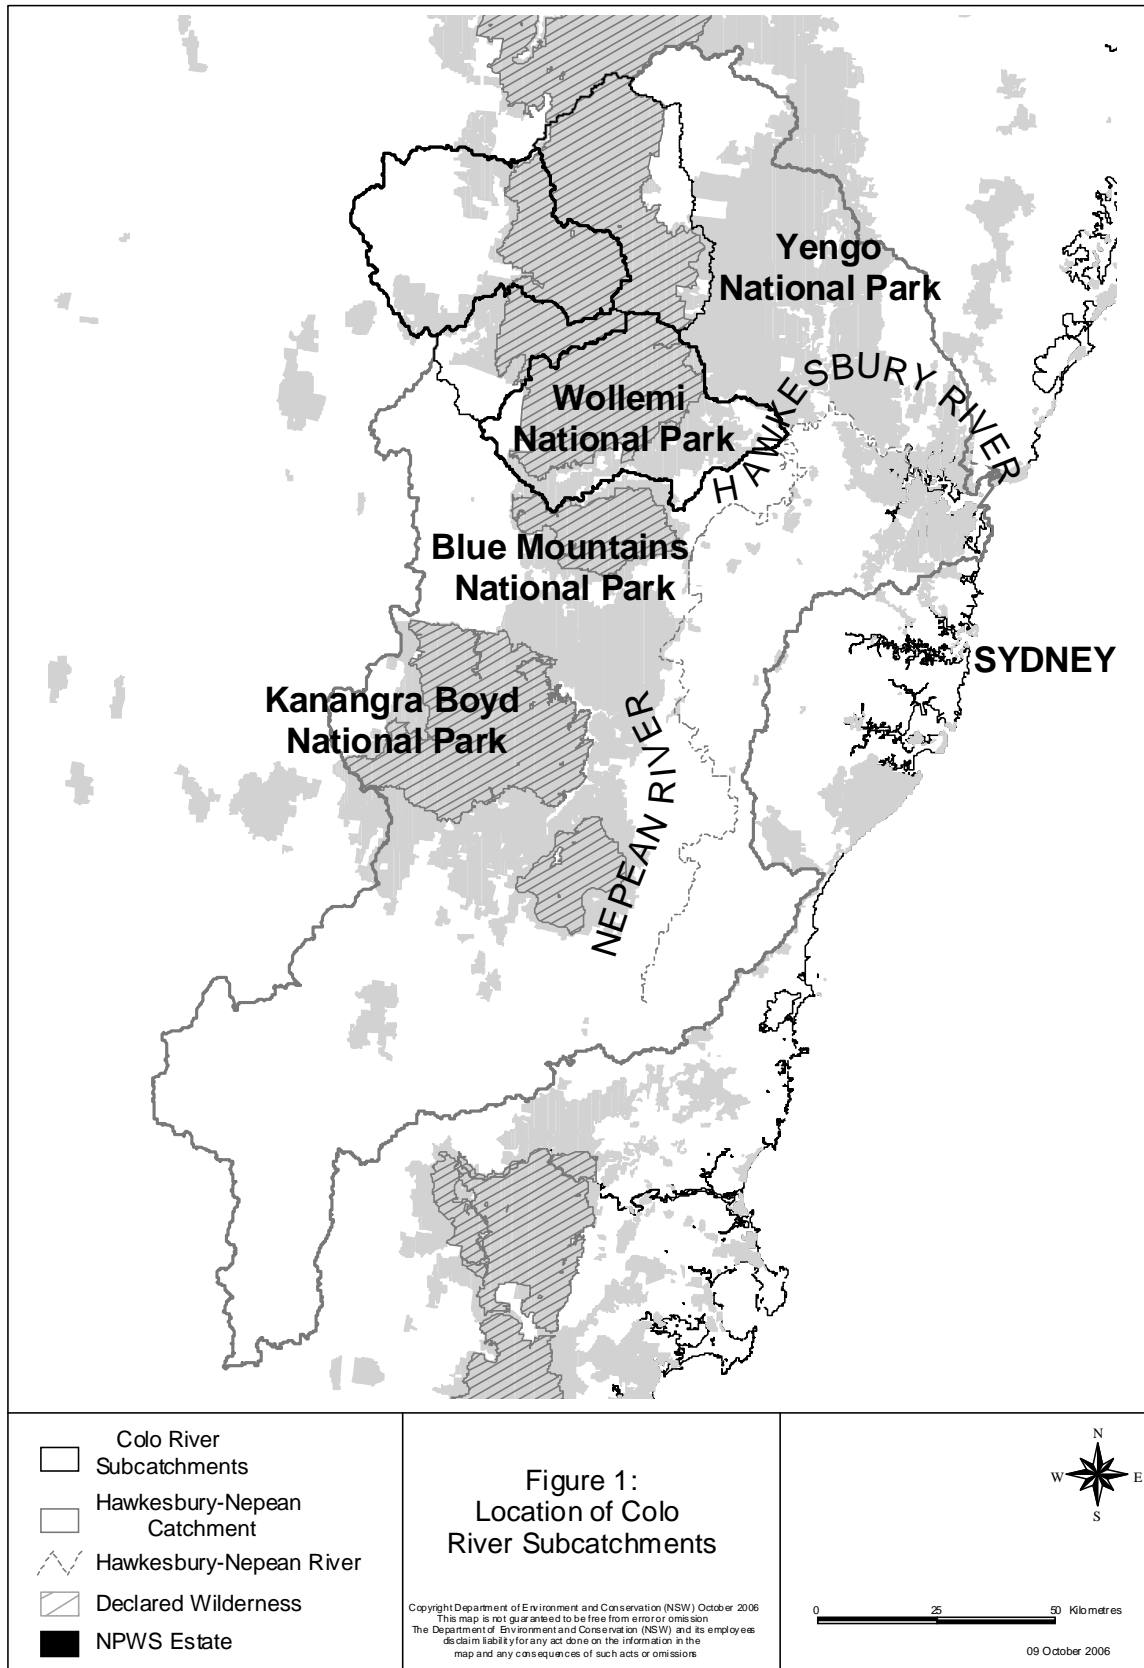 Yengo
National Park
HAWKESBURY RIVER
Wollemi
National Park
Blue Mountains
National Park
SYDNEY
Kanangra Boyd
National Park
NEPEAN RIVER
Colo River
Subcatchments
Hawkesbury-Nepean
Catchment
Hawkesbury-Nepean River
Declared Wilderness
NPWS Estate
Figure 1:
Location of Colo
River Subcatchments
Copyright Department of Environment and Conservation (NSW) October 2006
This map is not guaranteed to be free from error or omission
The Department of Environment and Conservation (NSW) and its employees
disclaim liability for any act done on the information in the
map and any consequences of such acts or omissions
N
W E
S
0 25 50 Kilometres
09 October 2006